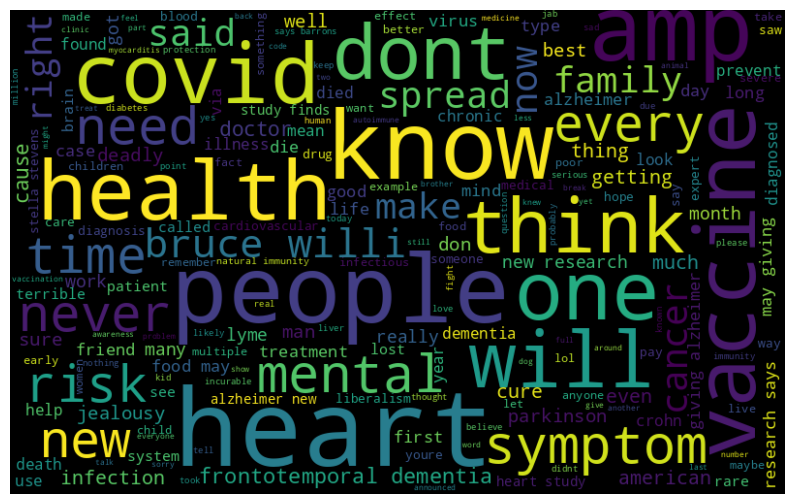 made
feel
blood
effect
well
virus
jab
clinic
part
back
got
something
says barrons
better
type
saw
take
medicine
said
amp
myocarditis
protection
code
best
sad
found
keep
right
covid
dont
now
prevent
severe
million
brain
via
died
two
family
animal
treat
diabetes
study finds
want
spread
alzheimer
day
long
might
yes
human
less
due
need
doctor
mean
chronic
every
case
illness
die
drug
autoimmune
know
deadly
vaccine
cause
stella stevens
children
point
fact
thing
poor
look
health
good
example
brother
mind
serious
getting
expert
diagnosed
care
life
make
medical
knew
break
hope
say
month
called
cardiovascular
think
question
yet
time
diagnosis
don
food
today
probably
please
bruce willi
still
someone
new research
much
may giving
vaccination
remember
natural immunity
infectious
terrible
work
patient
real
people
fight
one
cancer
never
love
awareness
lyme
man
really
dementia
immunity
sure
likely
liver
full
around
known
way
early
friend many
multiple
treatment
lost
year
will
pay
giving alzheimer
nothing
problem
food may
lol
dog
risk
women
kid
incurable
show
mental
cure
anyone
even
live
research says
help
see
alzheimer new
liberalism
thought
let
give
another
jealousy
parkinson
crohn
child
first
believe
number
new
heart
word
symptom
death
system
everyone
youre
didnt
last
maybe
use
tell
talk
sorry
infection
took
frontotemporal dementia
announced
heart study
american
rare